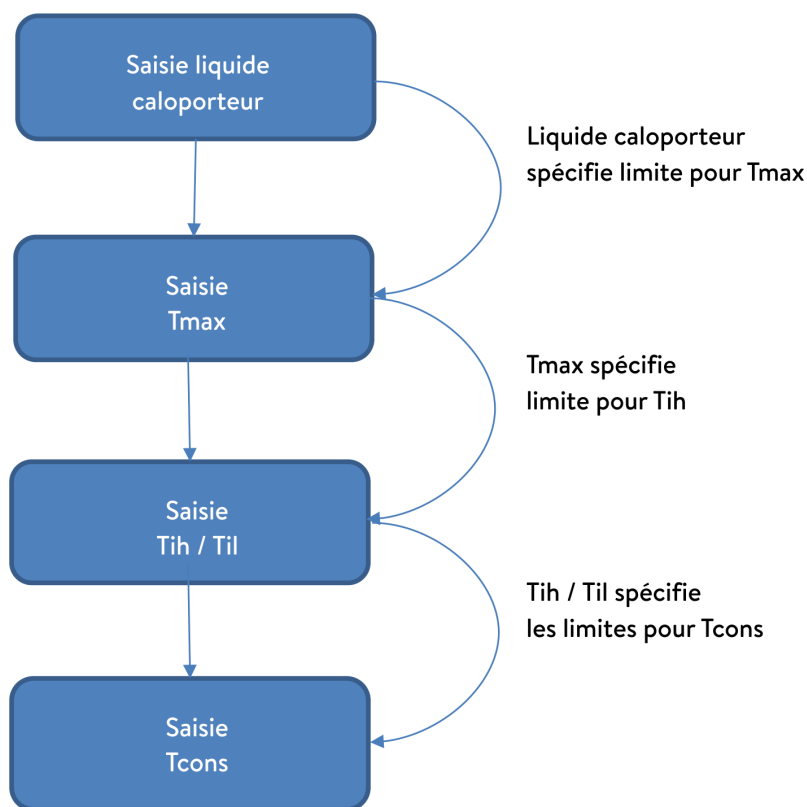 Saisie liquide
caloporteur
Liquide caloporteur
spécifie limite pour Tmax
Saisie
Tmax
Tmax spécifie
limite pour Tih
Saisie
Tih / Til
Tih / Til spécifie
les limites pour Tcons
Saisie
Tcons